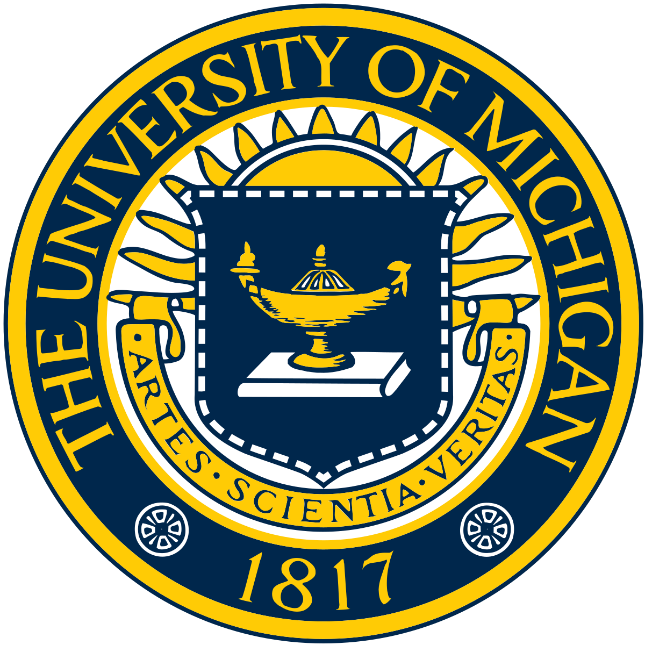 THE UNIVERSITY OF MICHIGAN
·ARTES·SCIENTIA·VERITAS·
1817